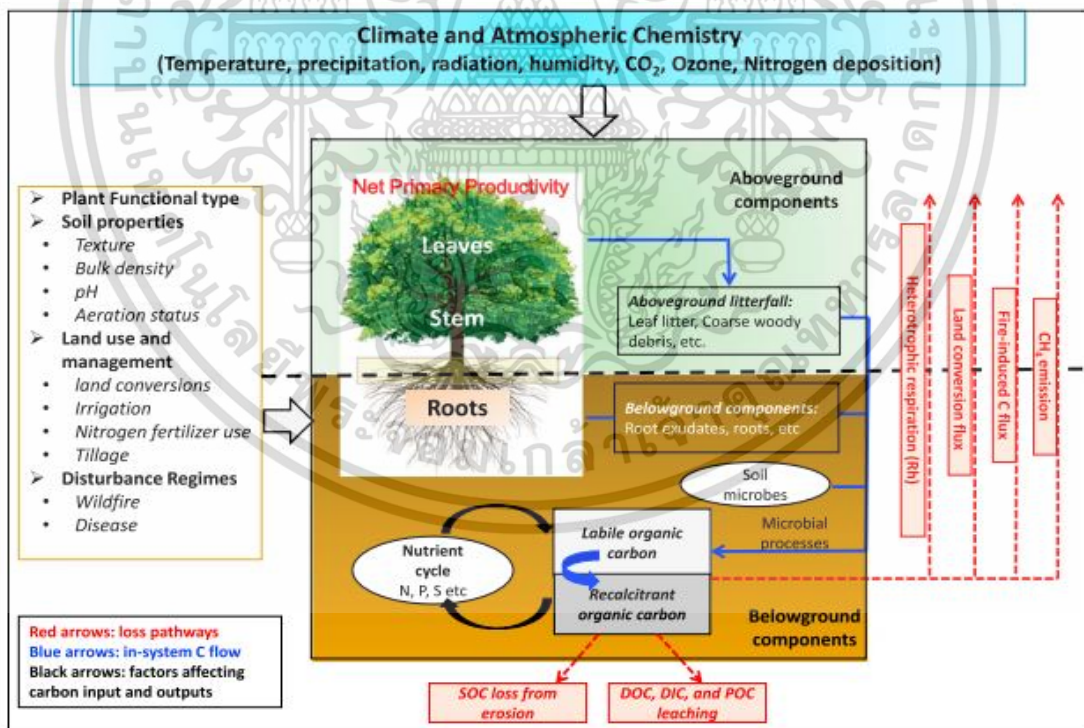 Climate and Atmospheric Chemistry
(Temperature, precipitation, radiation, humidity, CO₂, Ozone, Nitrogen deposition)
➢ Plant Functional type
➢ Soil properties
• Texture
• Bulk density
• pH
• Aeration status
➢ Land use and
management
• land conversions
• Irrigation
• Nitrogen fertilizer use
• Tillage
➢ Disturbance Regimes
• Wildfire
• Disease
Net Primary Productivity
Leaves
Stem
Roots
Aboveground
components
Aboveground litterfall:
Leaf litter, Coarse woody
debris, etc.
Belowground components:
Root exudates, roots, etc
Soil
microbes
Microbial
processes
Nutrient
cycle
N, P, S etc
Labile organic
carbon
Recalcitrant
organic carbon
Belowground
components
Heterotrophic respiration (Rh)
Land conversion flux
Fire-induced C flux
CH₄ emission
SOC loss from
erosion
DOC, DIC, and POC
leaching
Red arrows: loss pathways
Blue arrows: in-system C flow
Black arrows: factors affecting
carbon input and outputs